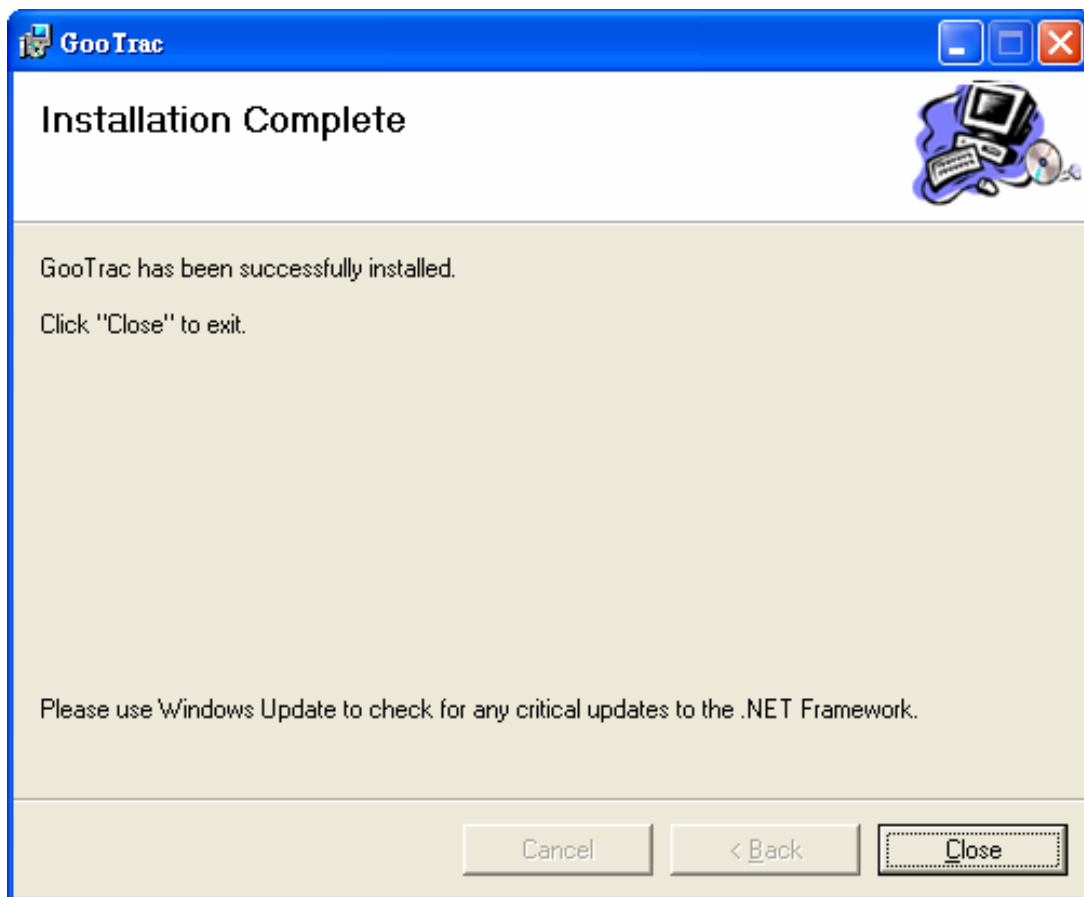 GooTrac
Installation Complete
GooTrac has been successfully installed.
Click "Close" to exit.
Please use Windows Update to check for any critical updates to the .NET Framework.
Cancel
< Back
Close